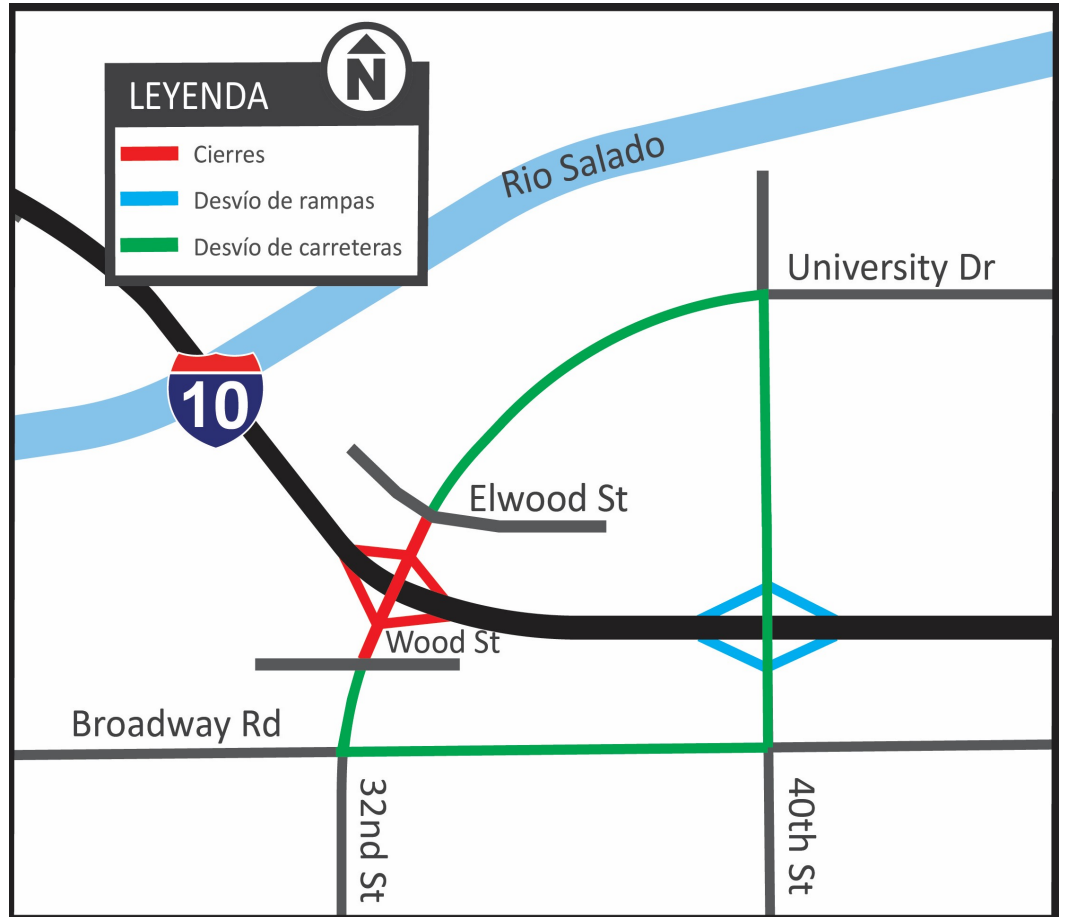 N
LEYENDA
Cierres
Desvío de rampas
Desvío de carreteras
Rio Salado
University Dr
10
Elwood St
Wood St
Broadway Rd
32nd St
40th St